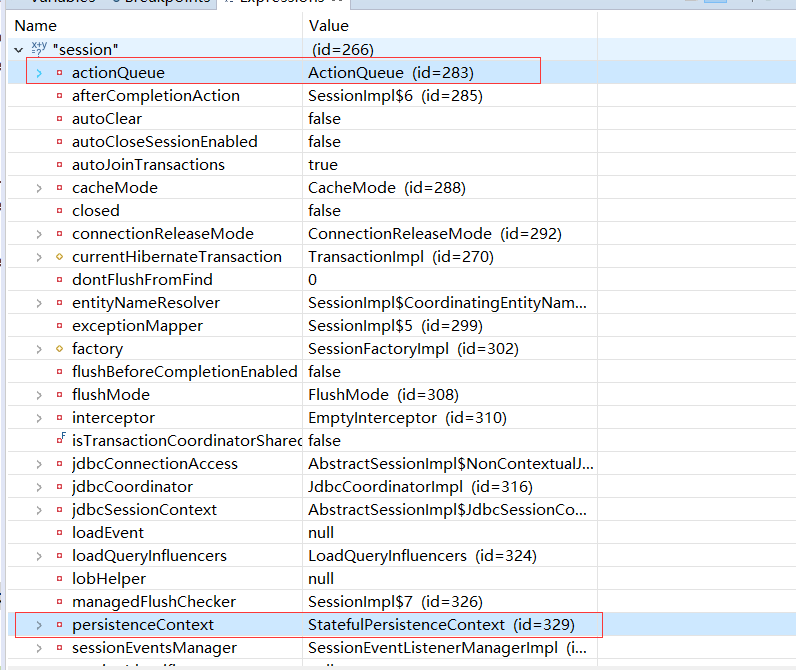 Variables Breakpoints Expressions
Name Value
"session" (id=266)
actionQueue ActionQueue (id=283)
afterCompletionAction SessionImpl$6 (id=285)
autoClear false
autoCloseSessionEnabled false
autoJoinTransactions true
cacheMode CacheMode (id=288)
closed false
connectionReleaseMode ConnectionReleaseMode (id=292)
currentHibernateTransaction TransactionImpl (id=270)
dontFlushFromFind 0
entityNameResolver SessionImpl$CoordinatingEntityNam...
exceptionMapper SessionImpl$5 (id=299)
factory SessionFactoryImpl (id=302)
flushBeforeCompletionEnabled false
flushMode FlushMode (id=308)
interceptor EmptyInterceptor (id=310)
isTransactionCoordinatorShared false
jdbcConnectionAccess AbstractSessionImpl$NonContextualJ...
jdbcCoordinator JdbcCoordinatorImpl (id=316)
jdbcSessionContext AbstractSessionImpl$JdbcSessionCo...
loadEvent null
loadQueryInfluencers LoadQueryInfluencers (id=324)
lobHelper null
managedFlushChecker SessionImpl$7 (id=326)
persistenceContext StatefulPersistenceContext (id=329)
sessionEventsManager SessionEventListenerManagerImpl (i...